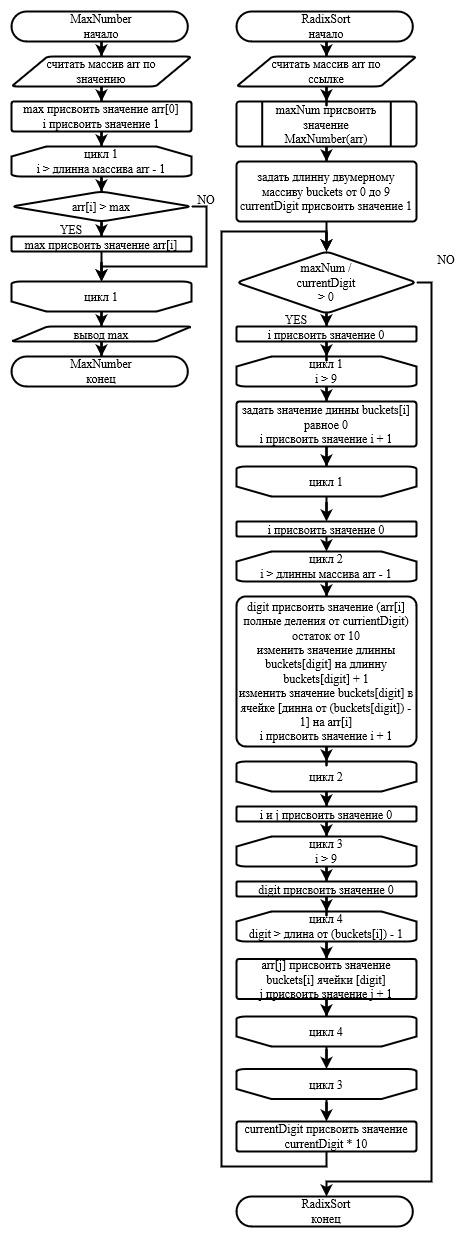 MaxNumber
начало
считать массив arr по
значению
max присвоить значение arr[0]
i присвоить значение 1
цикл 1
i > длинна массива arr - 1
arr[i] > max
NO
YES
max присвоить значение arr[i]
цикл 1
вывод max
MaxNumber
конец
RadixSort
начало
считать массив arr по
ссылке
maxNum присвоить
значение
MaxNumber(arr)
задать длинну двумерному
массиву buckets от 0 до 9
currentDigit присвоить значение 1
maxNum /
currentDigit
> 0
NO
YES
i присвоить значение 0
цикл 1
i > 9
задать значение динны buckets[i]
равное 0
i присвоить значение i + 1
цикл 1
i присвоить значение 0
цикл 2
i > длинны массива arr - 1
digit присвоить значение (arr[i]
полные деления от currientDigit)
остаток от 10
изменить значение длинны
buckets[digit] на длинну
buckets[digit] + 1
изменить значение buckets[digit] в
ячейке [динна от (buckets[digit]) -
1] на arr[i]
i присвоить значение i + 1
цикл 2
i и j присвоить значение 0
цикл 3
i > 9
digit присвоить значение 0
цикл 4
digit > длина от (buckets[i]) - 1
arr[j] присвоить значение
buckets[i] ячейки [digit]
j присвоить значение j + 1
цикл 4
цикл 3
currentDigit присвоить значение
currentDigit * 10
RadixSort
конец